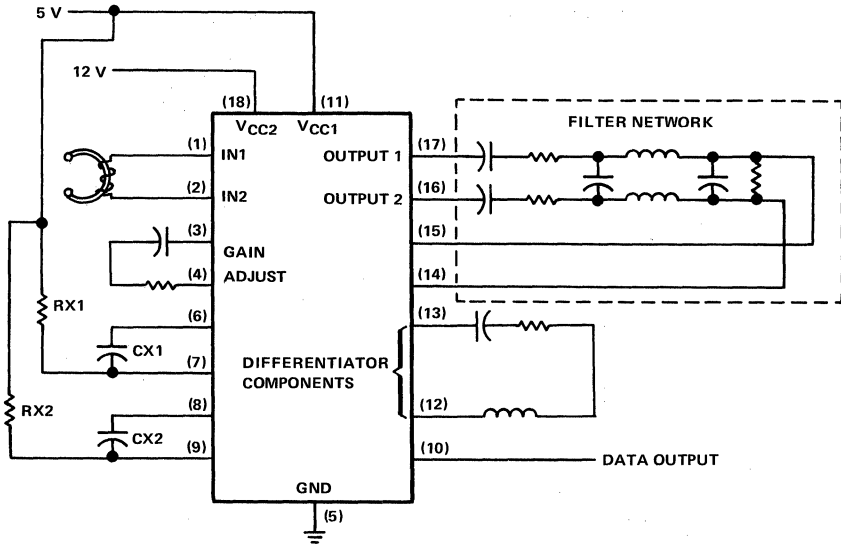 5 V
12 V
(18)
(11)
VCC2
VCC1
FILTER NETWORK
(1)
IN1
OUTPUT 1
(17)
(2)
IN2
OUTPUT 2
(16)
(3)
GAIN
(15)
(4)
ADJUST
(14)
RX1
(6)
(13)
CX1
(7)
DIFFERENTIATOR
COMPONENTS
RX2
(8)
(12)
CX2
(9)
(10)
DATA OUTPUT
GND
(5)